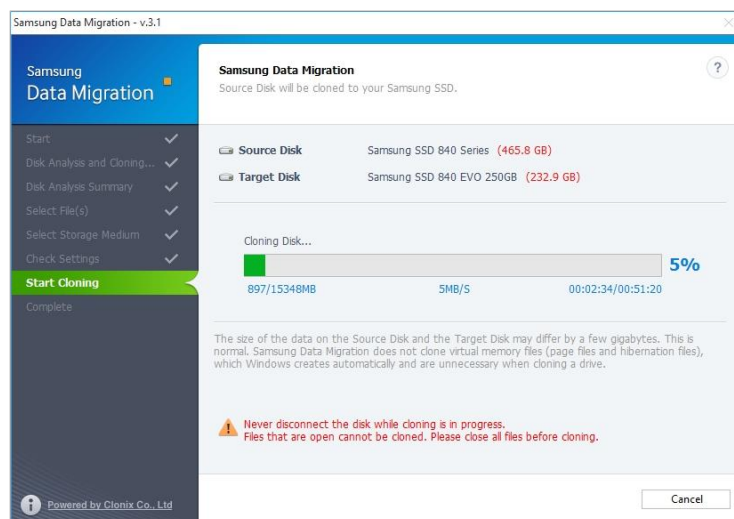 Samsung Data Migration - v.3.1
Samsung
Data Migration
Start
Disk Analysis and Cloning...
Disk Analysis Summary
Select File(s)
Select Storage Medium
Check Settings
Start Cloning
Complete
Powered by Clonix Co., Ltd
Samsung Data Migration
Source Disk will be cloned to your Samsung SSD.
?
Source Disk Samsung SSD 840 Series (465.8 GB)
Target Disk Samsung SSD 840 EVO 250GB (232.9 GB)
Cloning Disk...
5%
897/15348MB 5MB/S 00:02:34/00:51:20
The size of the data on the Source Disk and the Target Disk may differ by a few gigabytes. This is
normal. Samsung Data Migration does not clone virtual memory files (page files and hibernation files),
which Windows creates automatically and are unnecessary when cloning a drive.
Never disconnect the disk while cloning is in progress.
Files that are open cannot be cloned. Please close all files before cloning.
Cancel